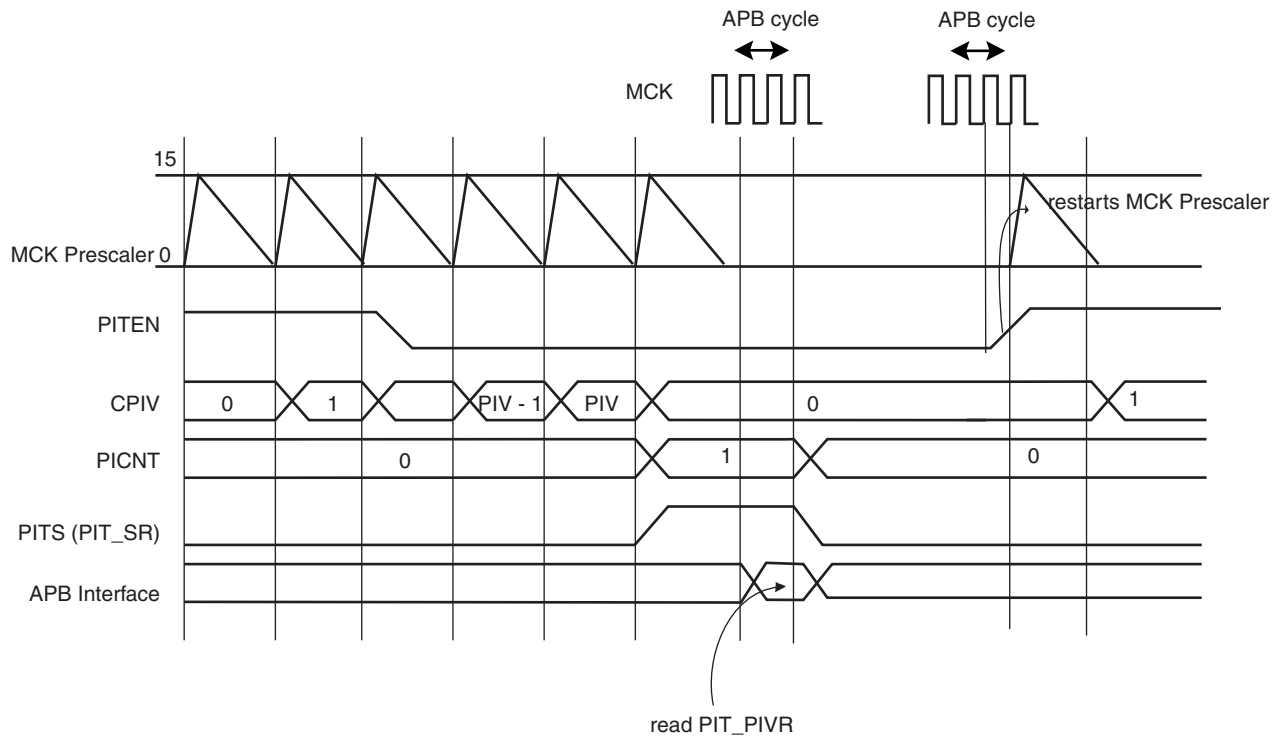 APB cycle
APB cycle
MCK
15
restarts MCK Prescaler
MCK Prescaler 0
PITEN
CPIV
0
1
PIV - 1
PIV
0
1
PICNT
0
1
0
PITS (PIT_SR)
APB Interface
read PIT_PIVR